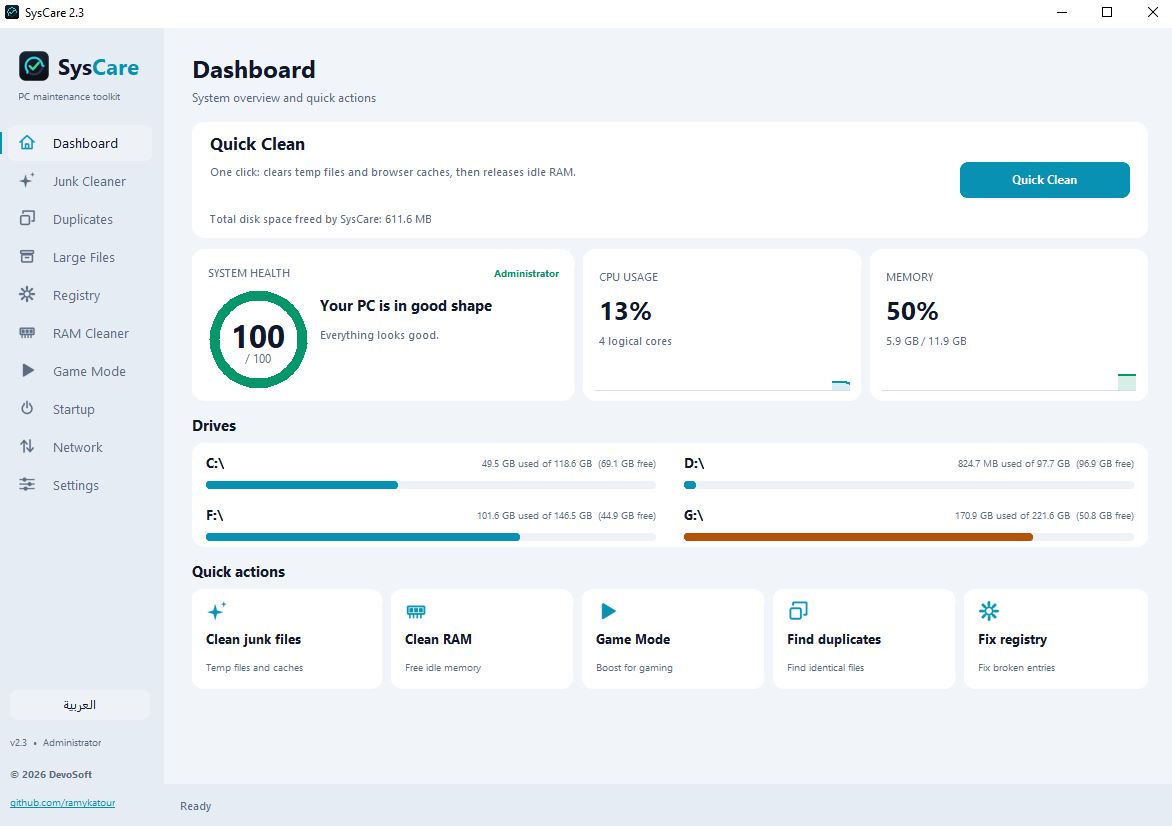 SysCare 2.3
SysCare
PC maintenance toolkit
Dashboard
Junk Cleaner
Duplicates
Large Files
Registry
RAM Cleaner
Game Mode
Startup
Network
Settings
العربية
v2.3 • Administrator
© 2026 DevoSoft
github.com/ramykatour
Dashboard
System overview and quick actions
Quick Clean
One click: clears temp files and browser caches, then releases idle RAM.
Quick Clean
Total disk space freed by SysCare: 611.6 MB
SYSTEM HEALTH
Administrator
100
/ 100
Your PC is in good shape
Everything looks good.
CPU USAGE
13%
4 logical cores
MEMORY
50%
5.9 GB / 11.9 GB
Drives
C:\
49.5 GB used of 118.6 GB (69.1 GB free)
D:\
824.7 MB used of 97.7 GB (96.9 GB free)
F:\
101.6 GB used of 146.5 GB (44.9 GB free)
G:\
170.9 GB used of 221.6 GB (50.8 GB free)
Quick actions
Clean junk files
Temp files and caches
Clean RAM
Free idle memory
Game Mode
Boost for gaming
Find duplicates
Find identical files
Fix registry
Fix broken entries
Ready